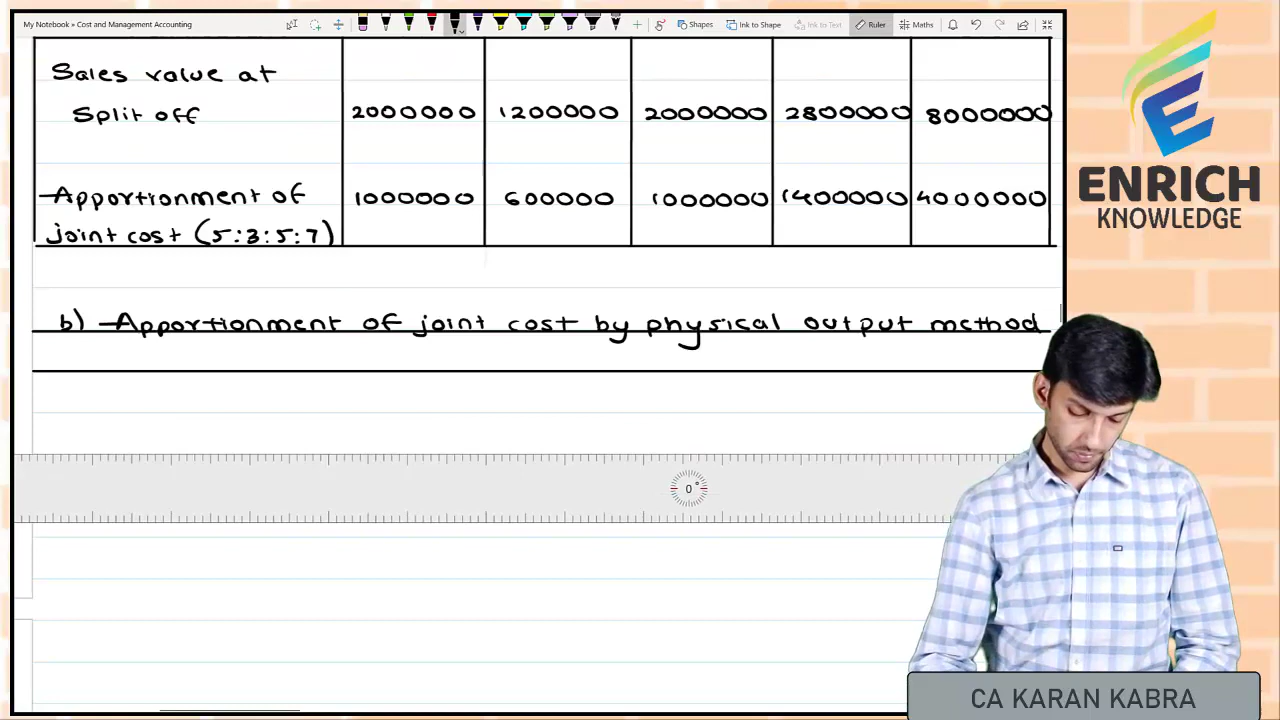 My Notebook » Cost and Management Accounting
Shapes Ink to Shape Ink to Text Ruler Maths
Sales value at
Split off 2000000 1200000 2000000 2800000 8000000
Apportionment of 1000000 600000 1000000 1400000 4000000
joint cost (5:3:5:7)
b) Apportionment of joint cost by physical output method
0°
ENRICH
KNOWLEDGE
CA KARAN KABRA